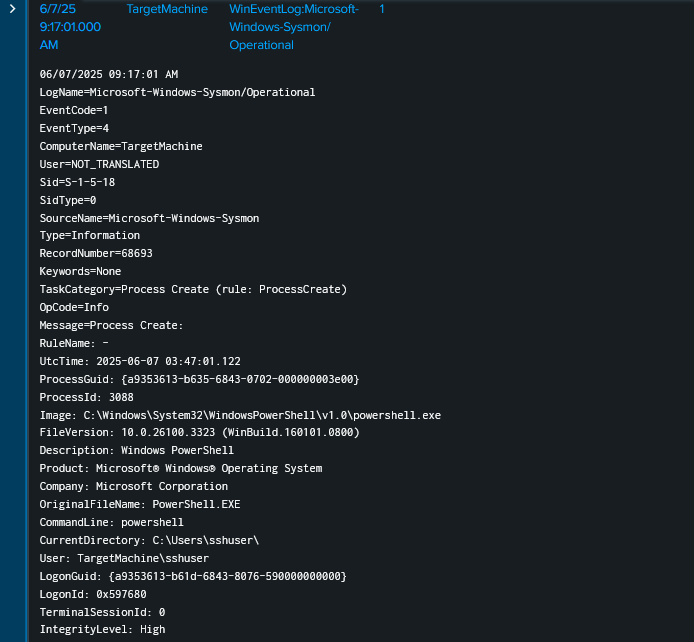 6/7/25 TargetMachine WinEventLog:Microsoft- 1
9:17:01.000 Windows-Sysmon/
AM Operational
06/07/2025 09:17:01 AM
LogName=Microsoft-Windows-Sysmon/Operational
EventCode=1
EventType=4
ComputerName=TargetMachine
User=NOT_TRANSLATED
Sid=S-1-5-18
SidType=0
SourceName=Microsoft-Windows-Sysmon
Type=Information
RecordNumber=68693
Keywords=None
TaskCategory=Process Create (rule: ProcessCreate)
OpCode=Info
Message=Process Create:
RuleName: -
UtcTime: 2025-06-07 03:47:01.122
ProcessGuid: {a9353613-b635-6843-0702-000000003e00}
ProcessId: 3088
Image: C:\Windows\System32\WindowsPowerShell\v1.0\powershell.exe
FileVersion: 10.0.26100.3323 (WinBuild.160101.0800)
Description: Windows PowerShell
Product: Microsoft® Windows® Operating System
Company: Microsoft Corporation
OriginalFileName: PowerShell.EXE
CommandLine: powershell
CurrentDirectory: C:\Users\sshuser\
User: TargetMachine\sshuser
LogonGuid: {a9353613-b61d-6843-8076-590000000000}
LogonId: 0x597680
TerminalSessionId: 0
IntegrityLevel: High